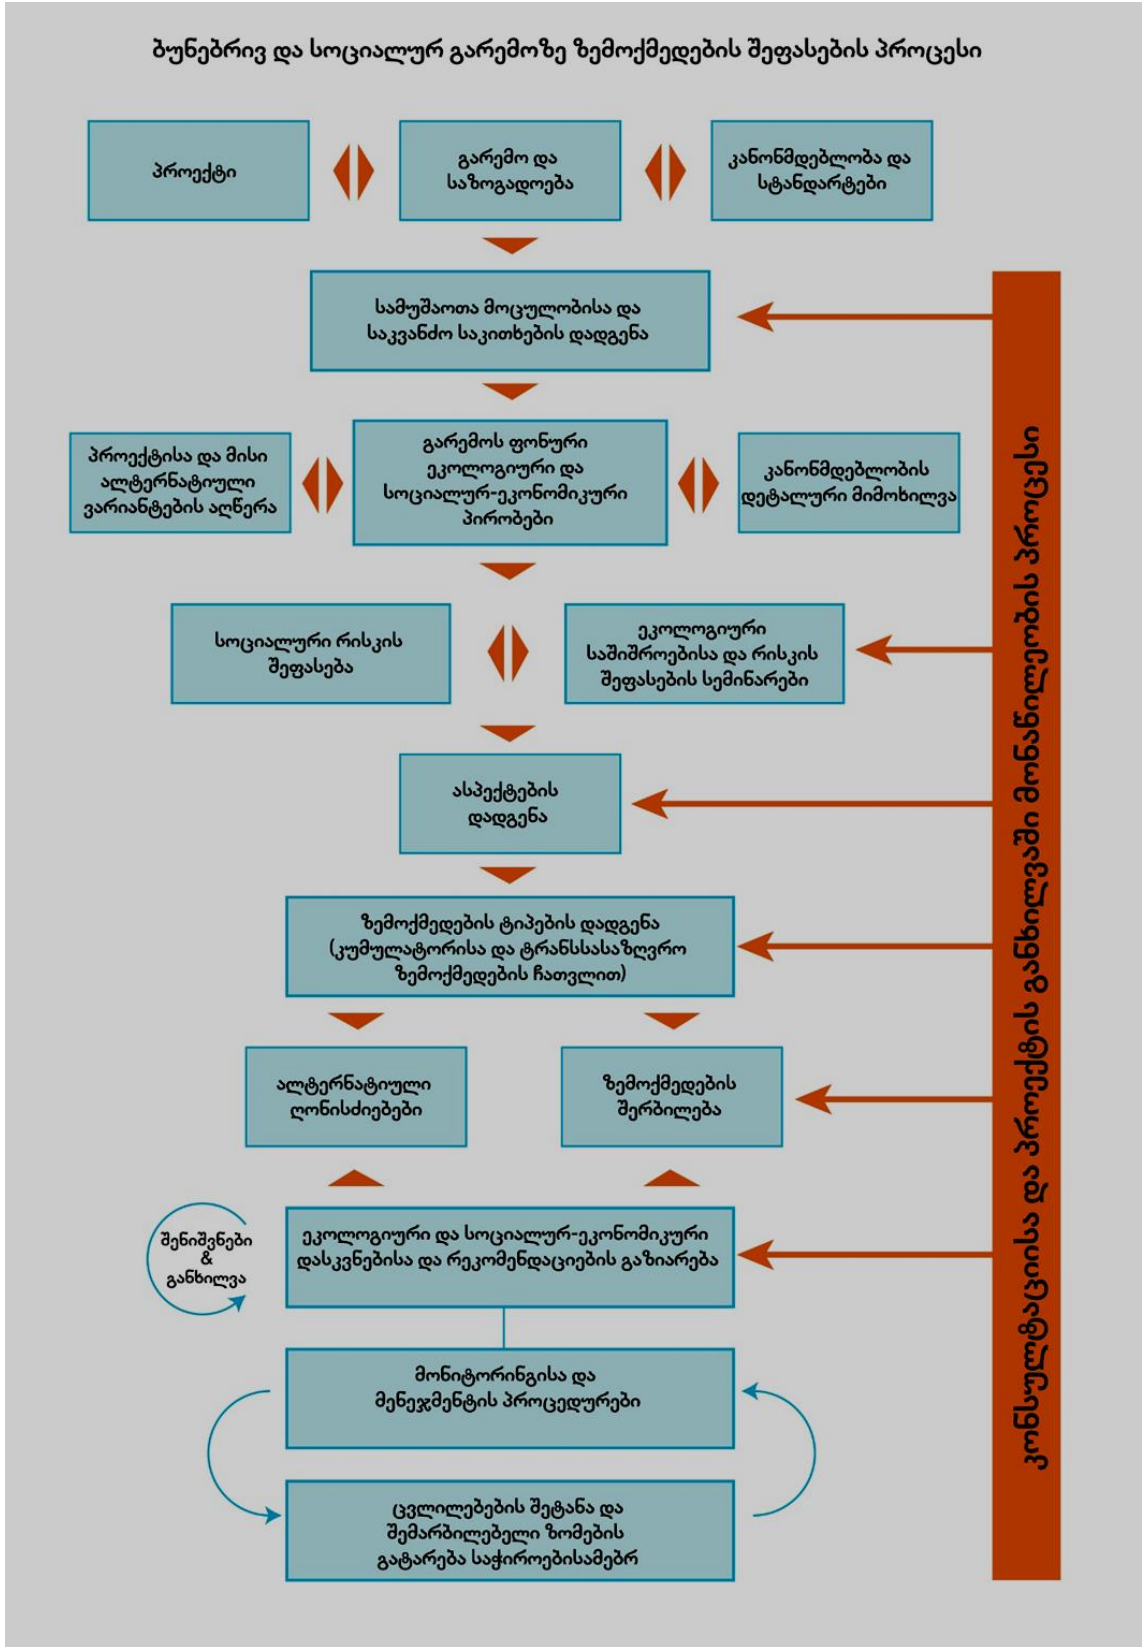 ბუნებრივ და სოციალურ გარემოზე ზემოქმედების შეფასების პროცესი
პროექტი
გარემო და
საზოგადოება
კანონმდებლობა და
სტანდარტები
სამუშაოთა მოცულობისა და
საკვანძო საკითხების დადგენა
პროექტისა და მისი
ალტერნატიული
ვარიანტების აღწერა
გარემოს ფონური
ეკოლოგიური და
სოციალურ-ეკონომიკური
პირობები
კანონმდებლობის
დეტალური მიმოხილვა
სოციალური რისკის
შეფასება
ეკოლოგიური
საშიშროებისა და რისკის
შეფასების სემინარები
ასპექტების
დადგენა
ზემოქმედების ტიპების დადგენა
(კუმულატორისა და ტრანსსასაზღვრო
ზემოქმედების ჩათვლით)
ალტერნატიული
ღონისძიებები
ზემოქმედების
შერბილება
შენიშვნები
&
განხილვა
ეკოლოგიური და სოციალურ-ეკონომიკური
დასკვნებისა და რეკომენდაციების გაზიარება
მონიტორინგისა და
მენეჯმენტის პროცედურები
ცვლილებების შეტანა და
შემარბილებელი ზომების
გატარება საჭიროებისამებრ
კონსულტაციისა და პროექტის განხილვაში მონაწილეობის პროცესი